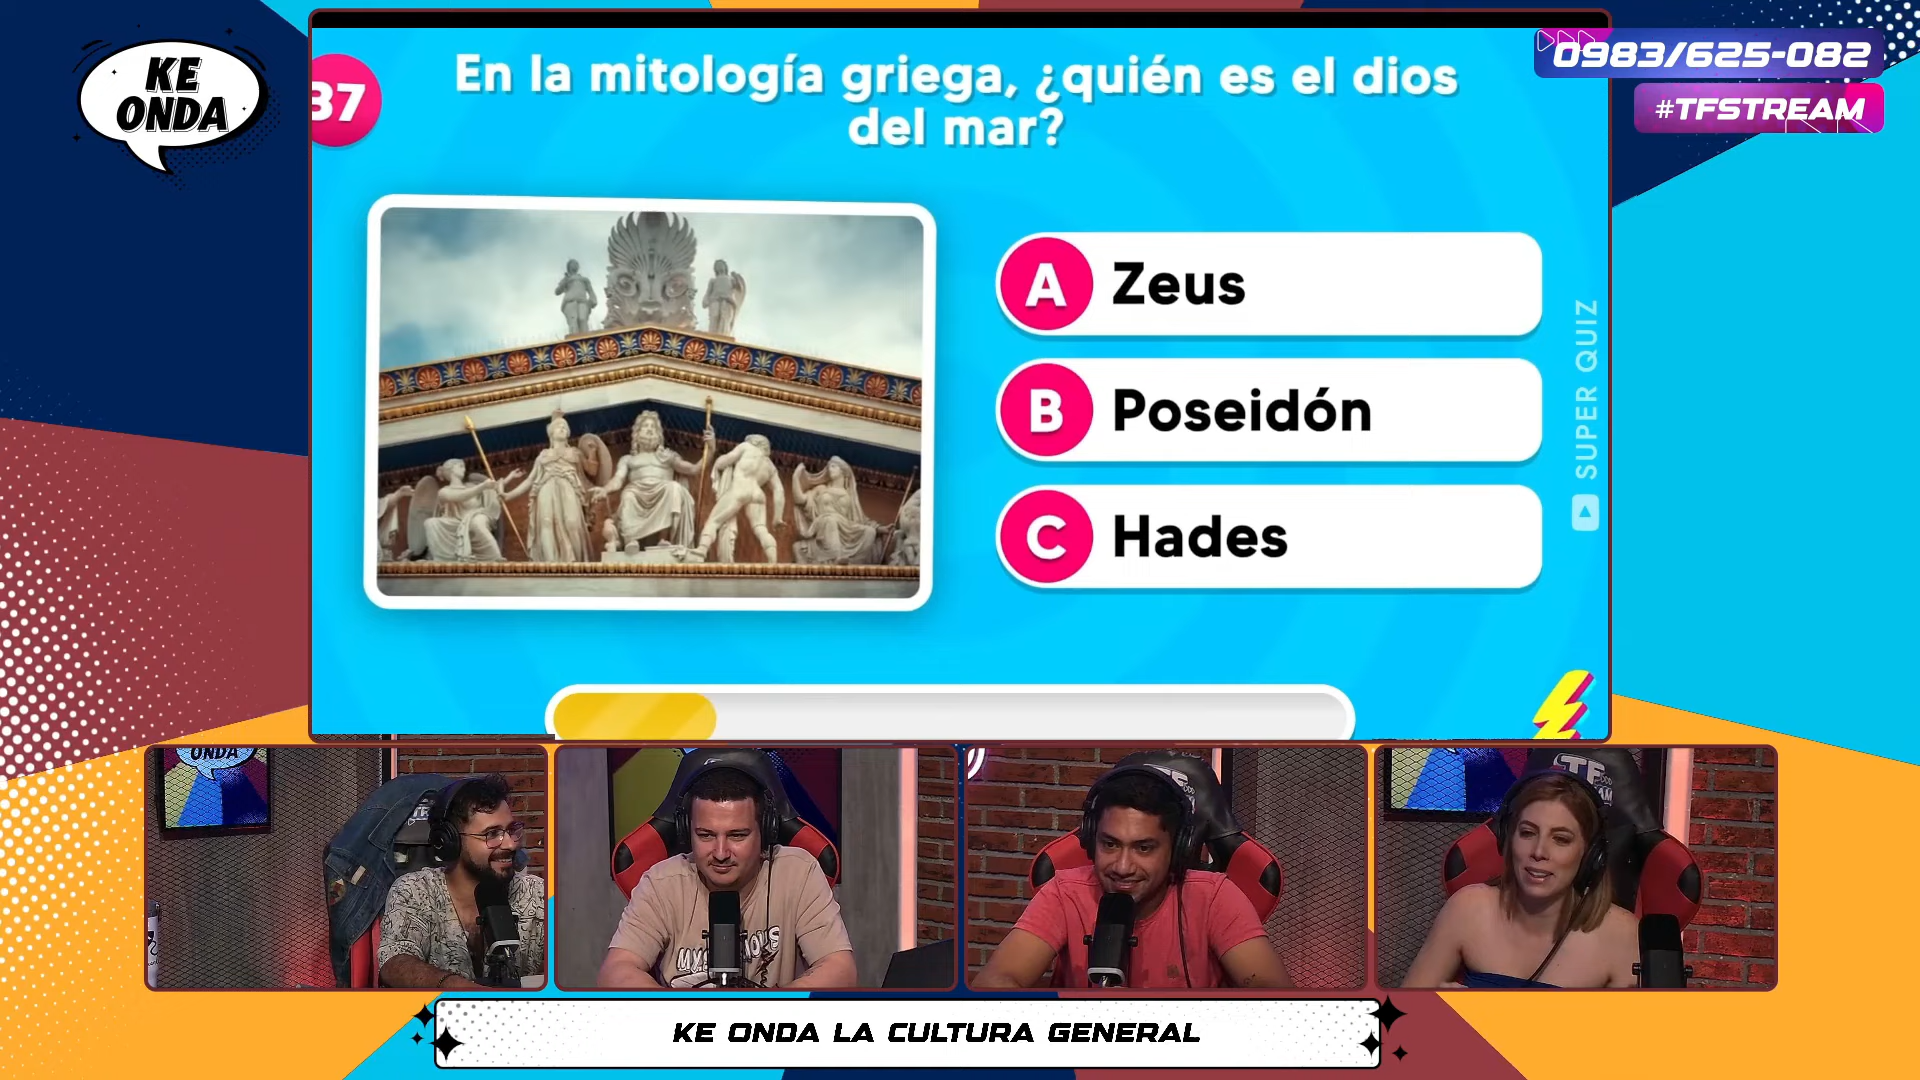 KE
ONDA
37
En la mitología griega, ¿quién es el dios
del mar?
0983/625-082
#TFSTREAM
A Zeus
B Poseidón
C Hades
SUPER QUIZ
ONDA
KE ONDA LA CULTURA GENERAL